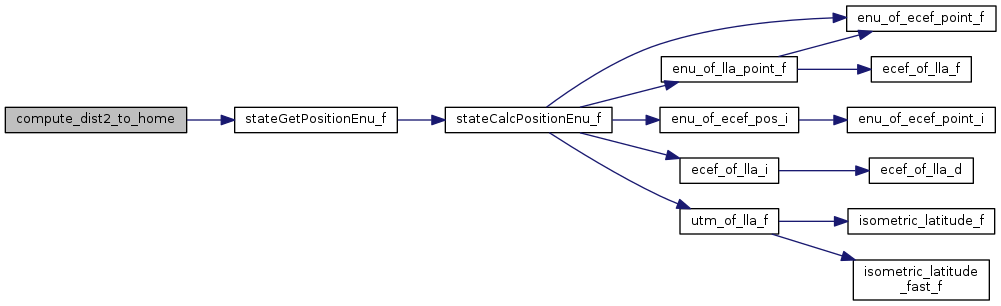 compute_dist2_to_home
stateGetPositionEnu_f
stateCalcPositionEnu_f
enu_of_ecef_point_f
enu_of_lla_point_f
ecef_of_lla_f
enu_of_ecef_pos_i
enu_of_ecef_point_i
ecef_of_lla_i
ecef_of_lla_d
utm_of_lla_f
isometric_latitude_f
isometric_latitude
_fast_f